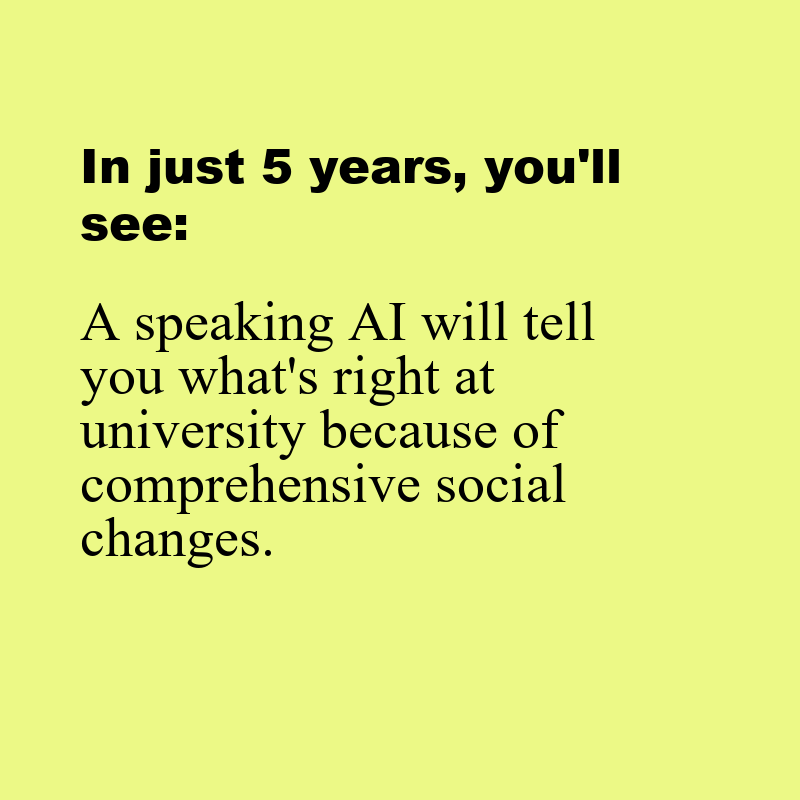 In just 5 years, you'll
see:
A speaking AI will tell
you what's right at
university because of
comprehensive social
changes.